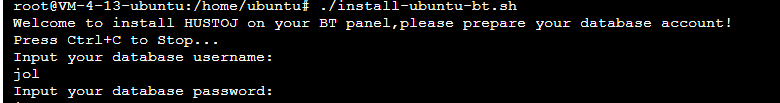 root@VM-4-13-ubuntu:/home/ubuntu# ./install-ubuntu-bt.sh
Welcome to install HUSTOJ on your BT panel,please prepare your database account!
Press Ctrl+C to Stop...
Input your database username:
jol
Input your database password: